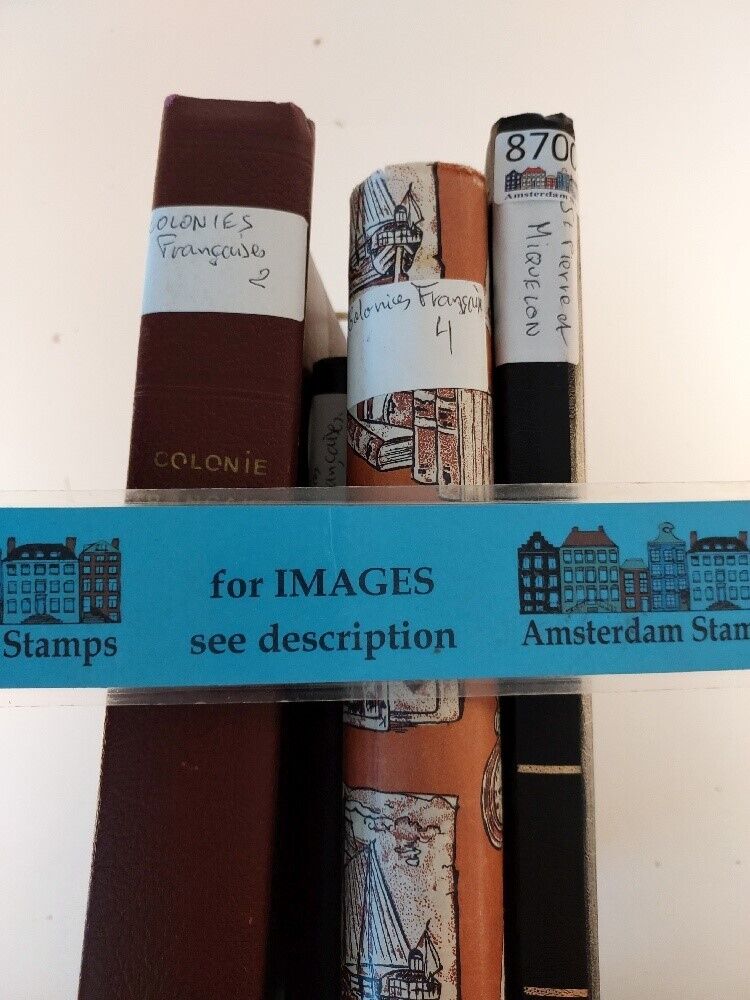 COLONIES
Françaises
2
COLONIE
Colonies
4
8700
Amsterdam
St Pierre et
MIQUELON
for IMAGES
see description
Stamps
Amsterdam Stam